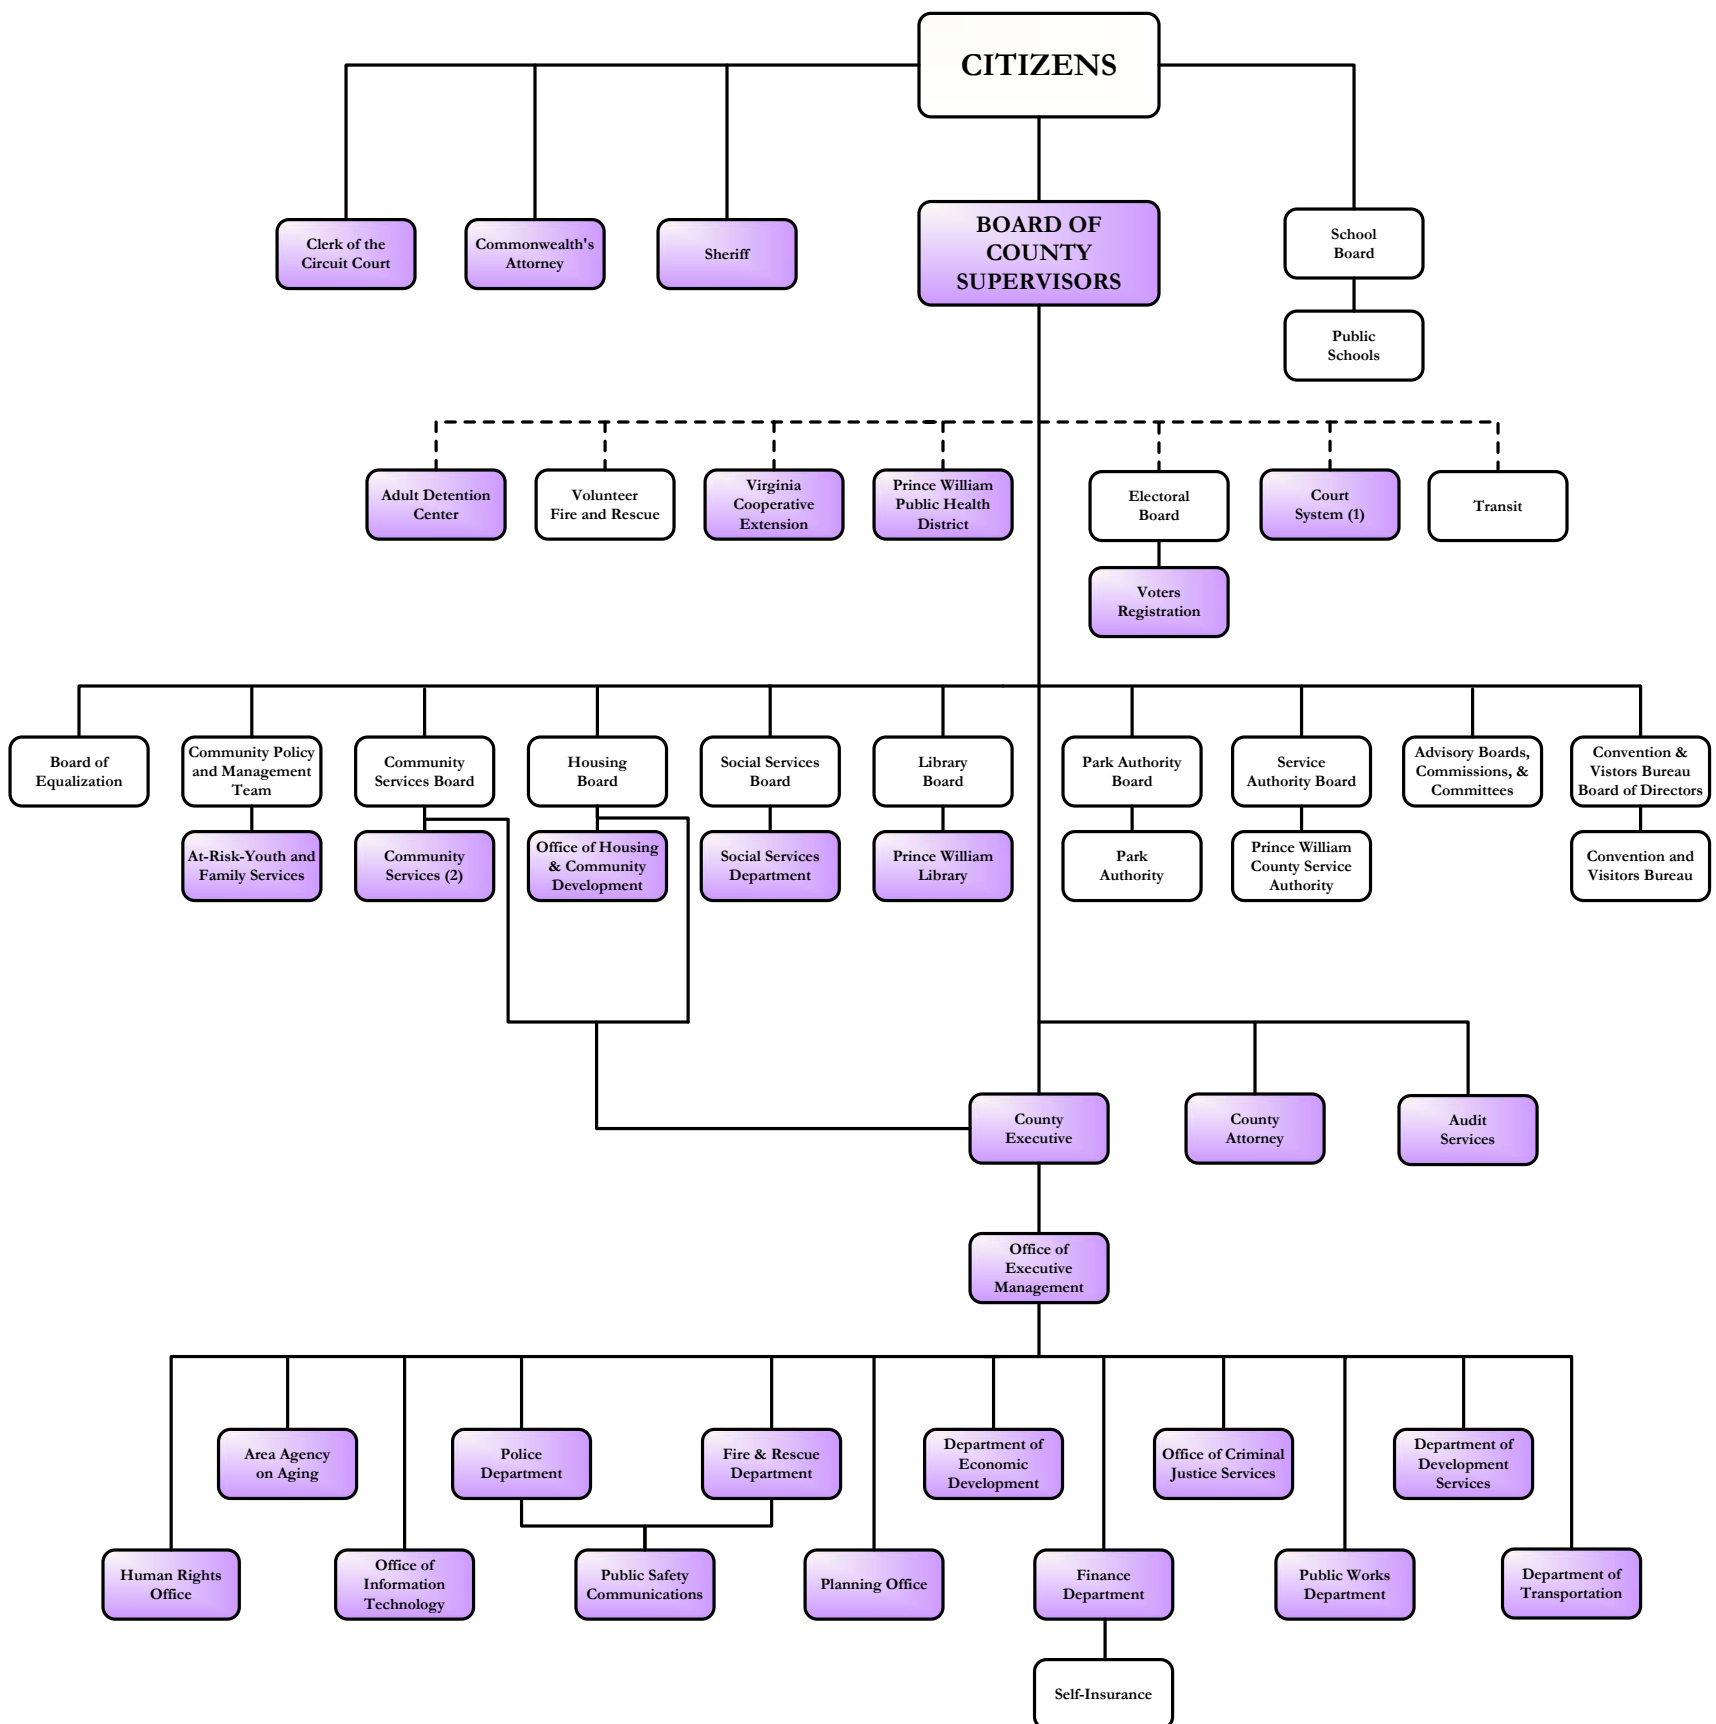 CITIZENS
Clerk of the
Circuit Court
Commonwealth's
Attorney
Sheriff
BOARD OF
COUNTY
SUPERVISORS
School
Board
Public
Schools
Adult Detention
Center
Volunteer
Fire and Rescue
Virginia
Cooperative
Extension
Prince William
Public Health
District
Electoral
Board
Court
System (1)
Transit
Voters
Registration
Board of
Equalization
Community Policy
and Management
Team
Community
Services Board
Housing
Board
Social Services
Board
Library
Board
Park Authority
Board
Service
Authority Board
Advisory Boards,
Commissions, &
Committees
Convention &
Vistors Bureau
Board of Directors
At-Risk-Youth and
Family Services
Community
Services (2)
Office of Housing
& Community
Development
Social Services
Department
Prince William
Library
Park
Authority
Prince William
County Service
Authority
Convention and
Visitors Bureau
County
Executive
County
Attorney
Audit
Services
Office of
Executive
Management
Area Agency
on Aging
Police
Department
Fire & Rescue
Department
Department of
Economic
Development
Office of Criminal
Justice Services
Department of
Development
Services
Human Rights
Office
Office of
Information
Technology
Public Safety
Communications
Planning Office
Finance
Department
Public Works
Department
Department of
Transportation
Self-Insurance